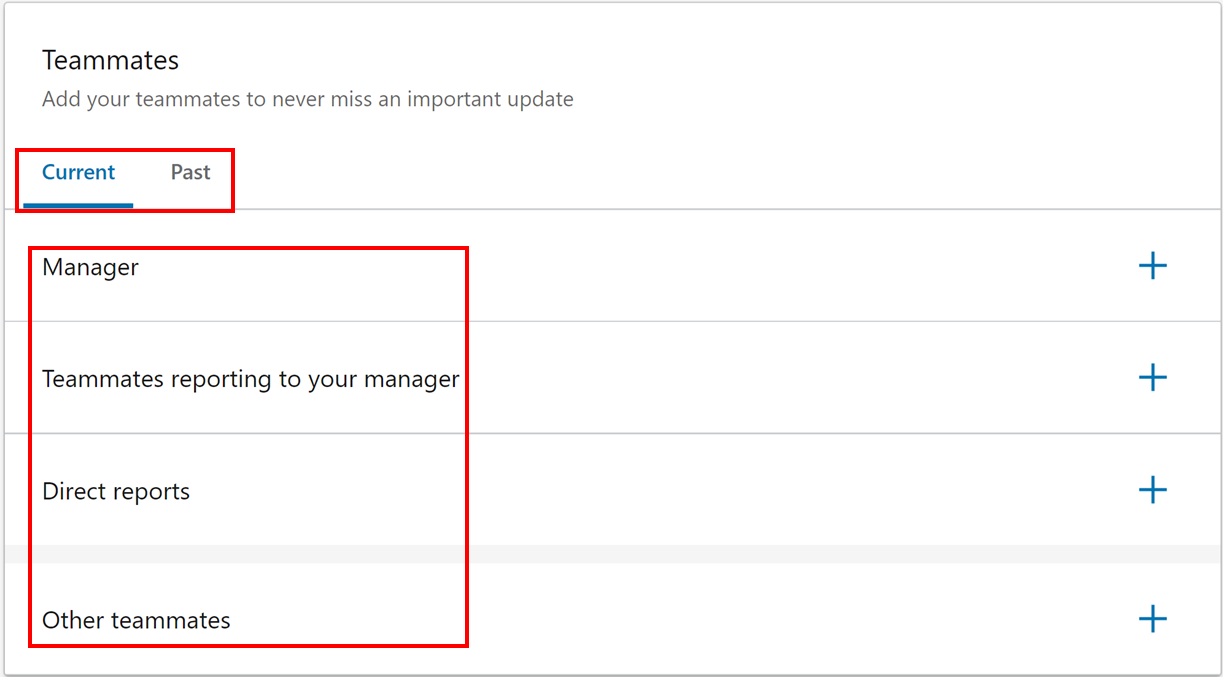 Teammates
Add your teammates to never miss an important update
Current Past
Manager
Teammates reporting to your manager
Direct reports
Other teammates